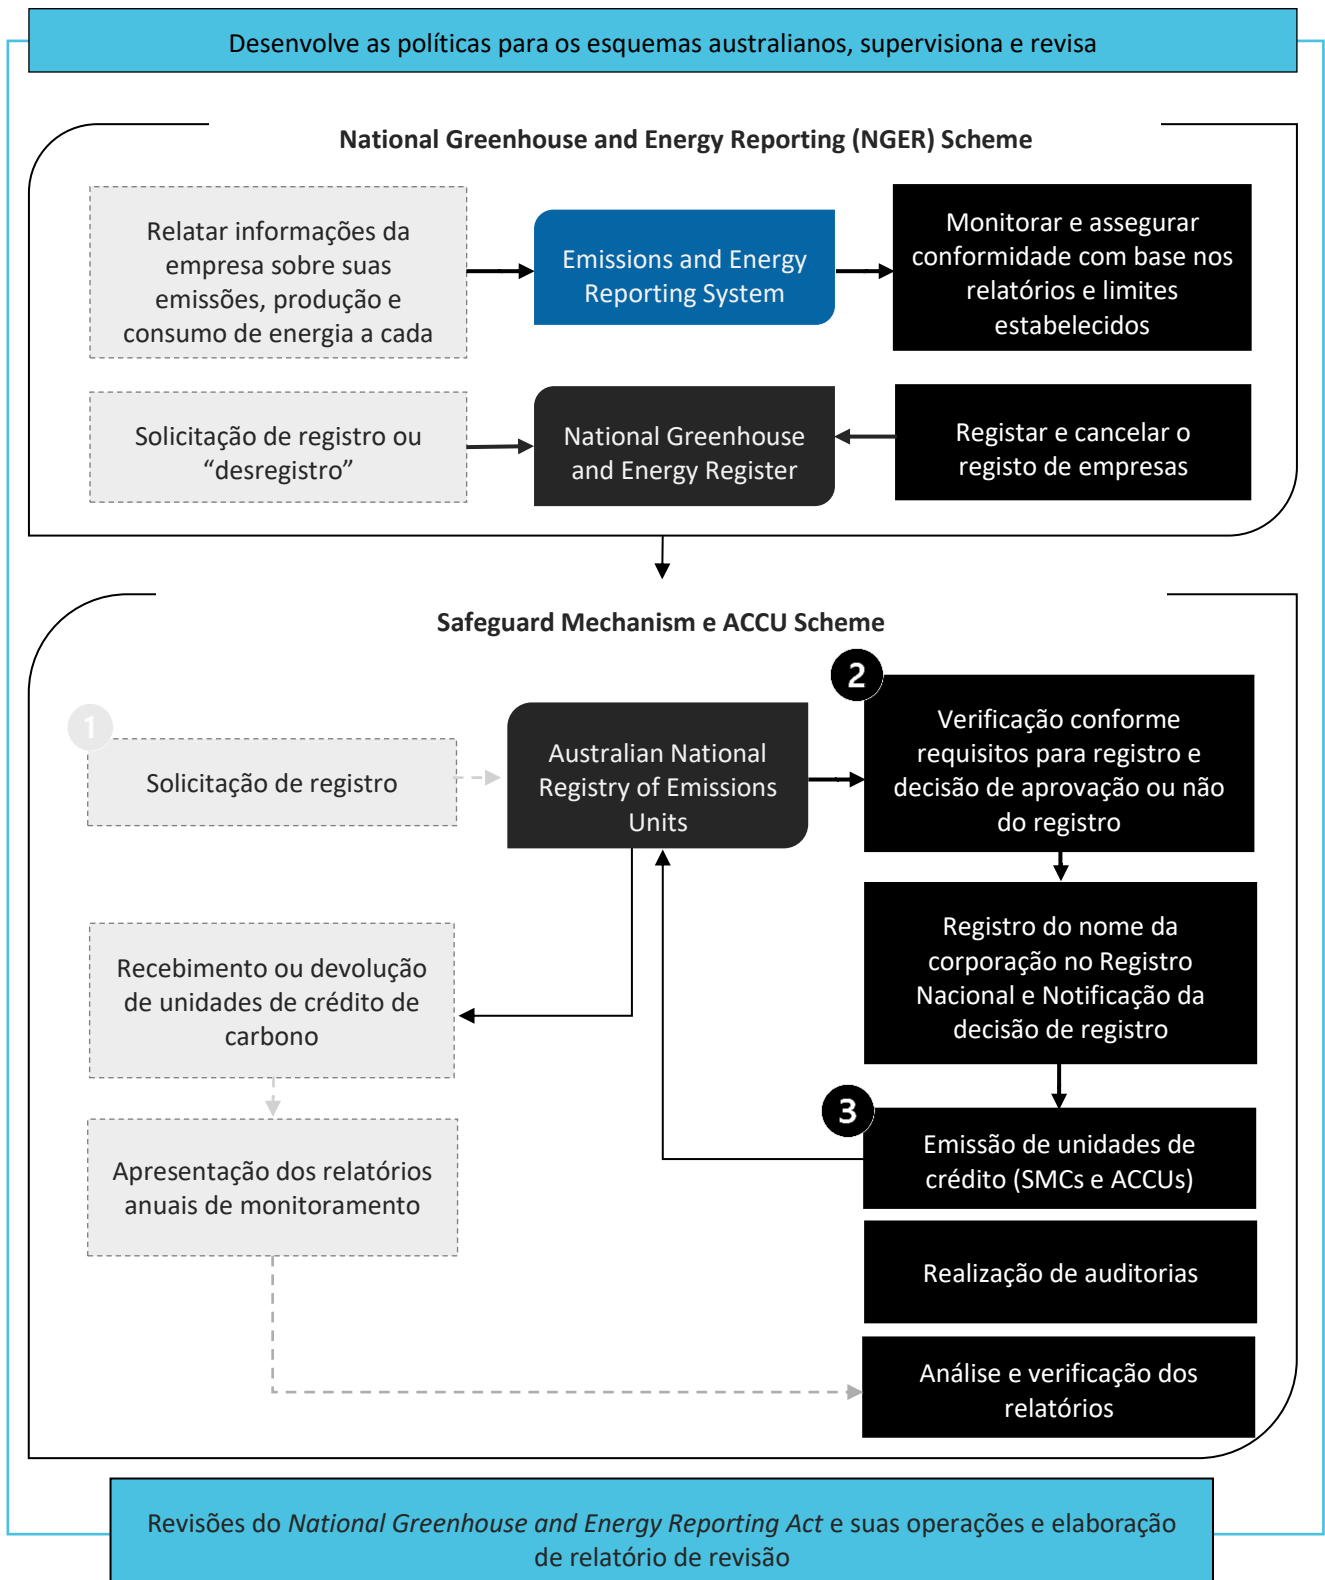 Desenvolve as políticas para os esquemas australianos, supervisiona e revisa
National Greenhouse and Energy Reporting (NGER) Scheme
Relatar informações da
empresa sobre suas
emissões, produção e
consumo de energia a cada
Emissions and Energy
Reporting System
Monitorar e assegurar
conformidade com base nos
relatórios e limites
estabelecidos
Solicitação de registro ou
“desregistro”
National Greenhouse
and Energy Register
Registar e cancelar o
registo de empresas
Safeguard Mechanism e ACCU Scheme
1
Solicitação de registro
Australian National
Registry of Emissions
Units
2
Verificação conforme
requisitos para registro e
decisão de aprovação ou não
do registro
Recebimento ou devolução
de unidades de crédito de
carbono
Registro do nome da
corporação no Registro
Nacional e Notificação da
decisão de registro
Apresentação dos relatórios
anuais de monitoramento
3
Emissão de unidades de
crédito (SMCs e ACCUs)
Realização de auditorias
Análise e verificação dos
relatórios
Revisões do National Greenhouse and Energy Reporting Act e suas operações e elaboração
de relatório de revisão